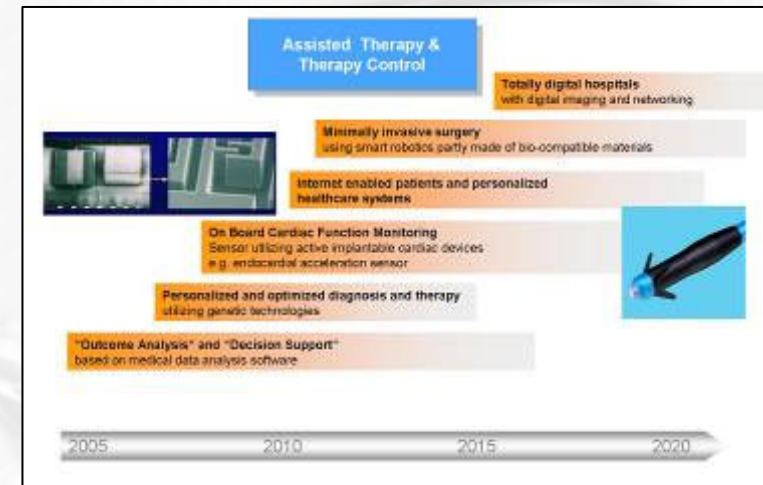 Assisted Therapy &
Therapy Control
Totally digital hospitals
with digital imaging and networking
Minimally invasive surgery
using smart robotics partly made of bio-compatible materials
Internet enabled patients and personalized
healthcare systems
On Board Cardiac Function Monitoring
Sensor utilizing active implantable cardiac devices
e.g. endocardial acceleration sensor
Personalized and optimized diagnosis and therapy
utilizing genetic technologies
"Outcome Analysis" and "Decision Support"
based on medical data analysis software
2005 2010 2015 2020